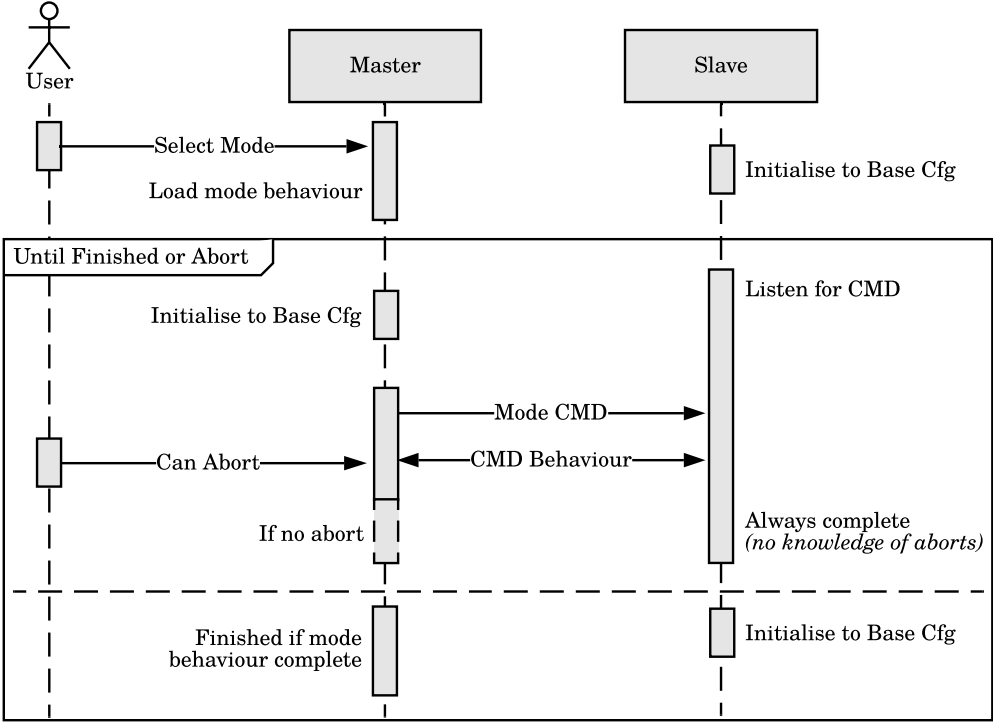 User
Master
Slave
Select Mode
Load mode behaviour
Initialise to Base Cfg
Until Finished or Abort
Listen for CMD
Initialise to Base Cfg
Mode CMD
Can Abort
CMD Behaviour
If no abort
Always complete
(no knowledge of aborts)
Finished if mode
behaviour complete
Initialise to Base Cfg